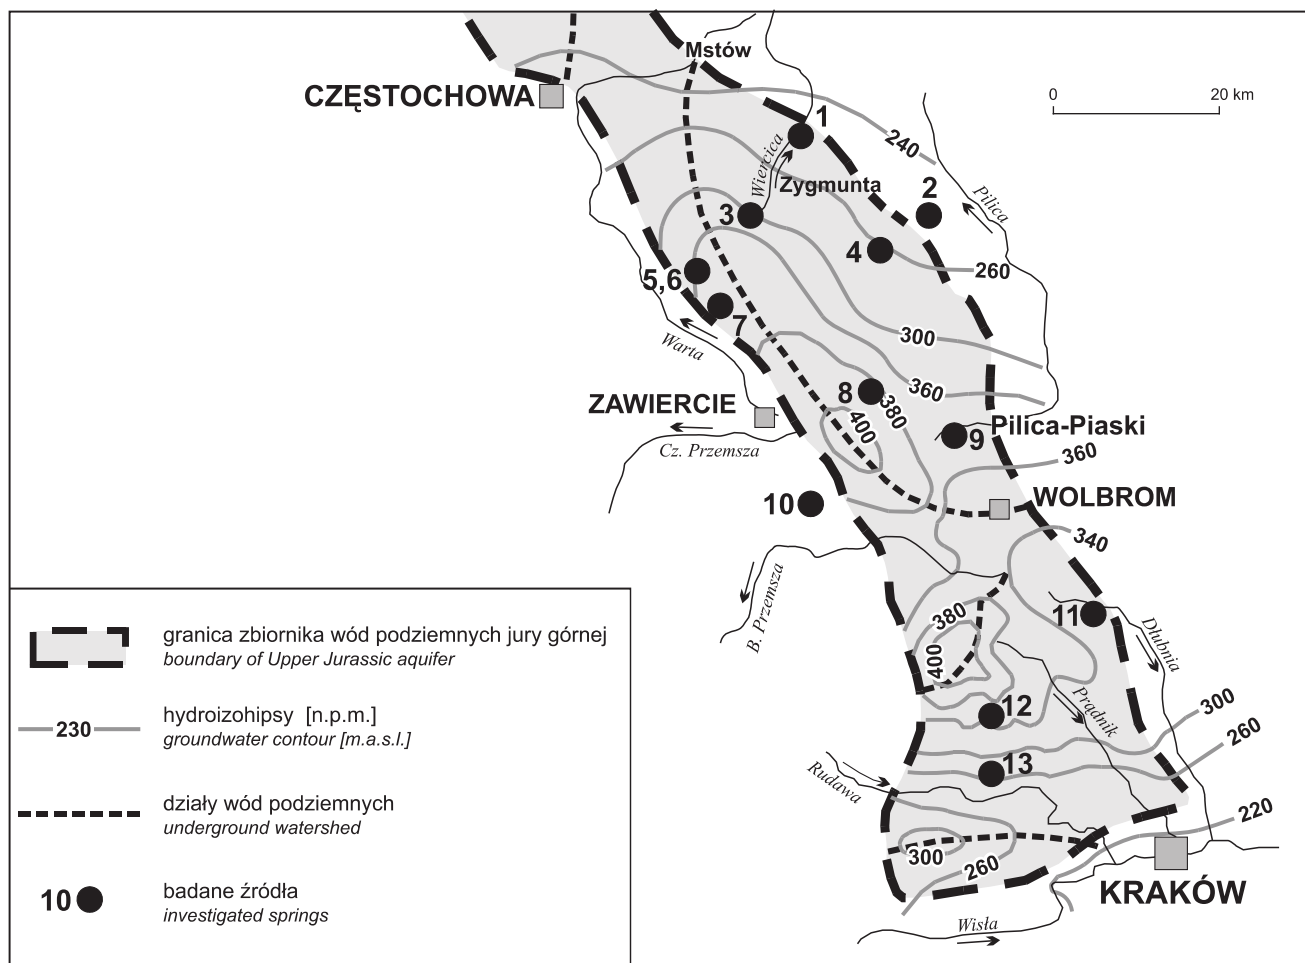 Mstów
CZĘSTOCHOWA
0
20 km
1
240
Wiercica
Zygmunta
2
Pilica
3
4
260
5,6
7
Warta
300
360
ZAWIERCIE
8
380
400
Pilica-Piaski
9
Cz. Przemsza
360
10
WOLBROM
340
B. Przemsza
380
11
Dłubnia
400
12
Prądnik
300
260
13
Rudawa
220
300
260
KRAKÓW
Wisła
granica zbiornika wód podziemnych jury górnej
boundary of Upper Jurassic aquifer
230
hydroizohipsy [n.p.m.]
groundwater contour [m.a.s.l.]
działy wód podziemnych
underground watershed
10
badane źródła
investigated springs